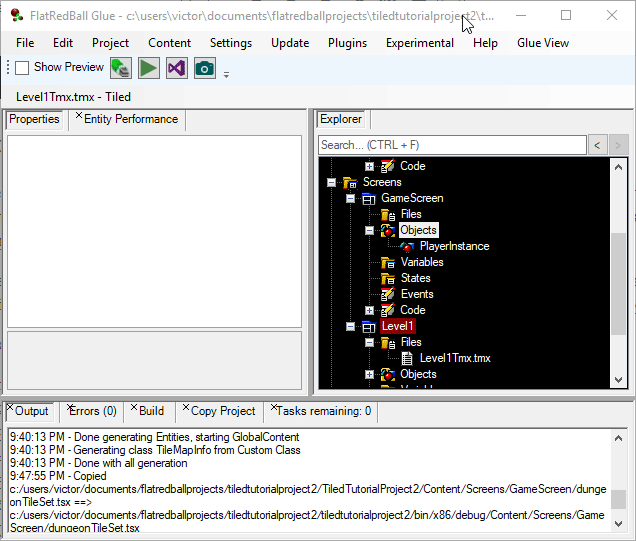 FlatRedBall Glue - c:\users\victor\documents\flatredballprojects\tiledtutorialproject2\t...
File Edit Project Content Settings Update Plugins Experimental Help Glue View
Show Preview
Level1Tmx.tmx - Tiled
Properties Entity Performance
Explorer
Search... (CTRL + F) < >
Code
Screens
GameScreen
Files
Objects
PlayerInstance
Variables
States
Events
Code
Level1
Files
Level1Tmx.tmx
Objects
Output Errors (0) Build Copy Project Tasks remaining: 0
9:40:13 PM - Done generating Entities, starting GlobalContent
9:40:13 PM - Generating class TileMapInfo from Custom Class
9:40:13 PM - Done with all generation
9:47:55 PM - Copied
c:/users/victor/documents/flatredballprojects/tiledtutorialproject2/TiledTutorialProject2/Content/Screens/GameScreen/dunge
onTileSet.tsx ==>
c:/users/victor/documents/flatredballprojects/tiledtutorialproject2/tiledtutorialproject2/bin/x86/debug/Content/Screens/Game
Screen/dungeonTileSet.tsx